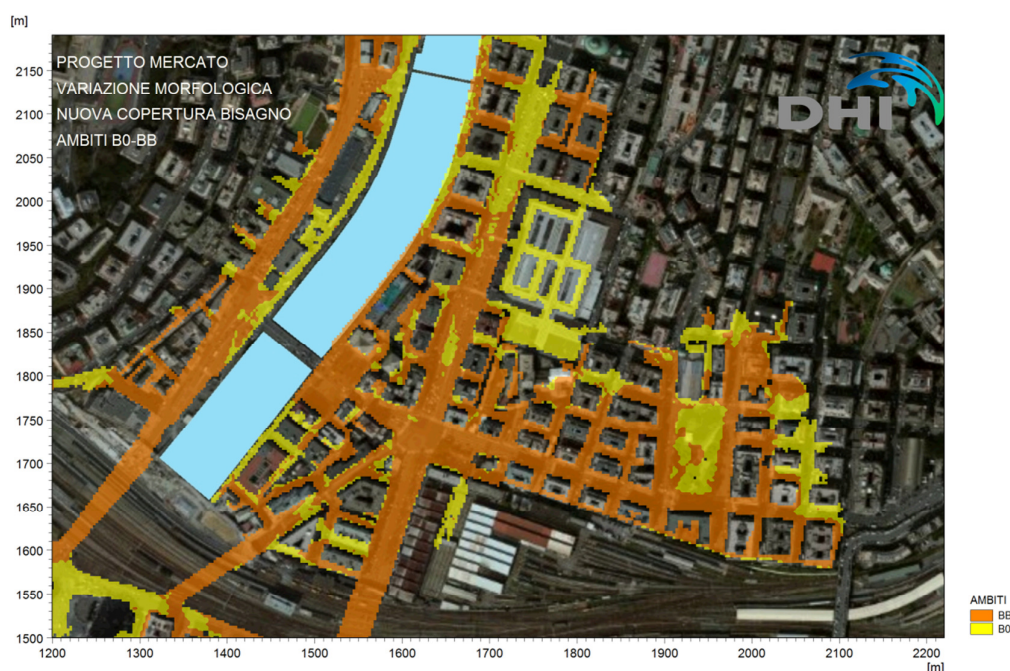 [m]
PROGETTO MERCATO
VARIAZIONE MORFOLOGICA
NUOVA COPERTURA BISAGNO
AMBITI B0-BB
DHI
2150
2100
2050
2000
1950
1900
1850
1800
1750
1700
1650
1600
1550
1500
1200 1300 1400 1500 1600 1700 1800 1900 2000 2100 2200
[m]
AMBITI
BB
B0